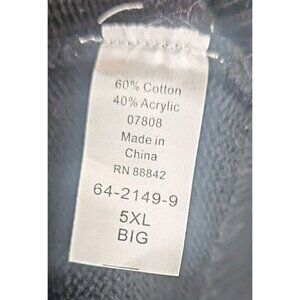 60% Cotton
40% Acrylic
07808
Made in
China
RN 88842
64-2149-9
5XL
BIG